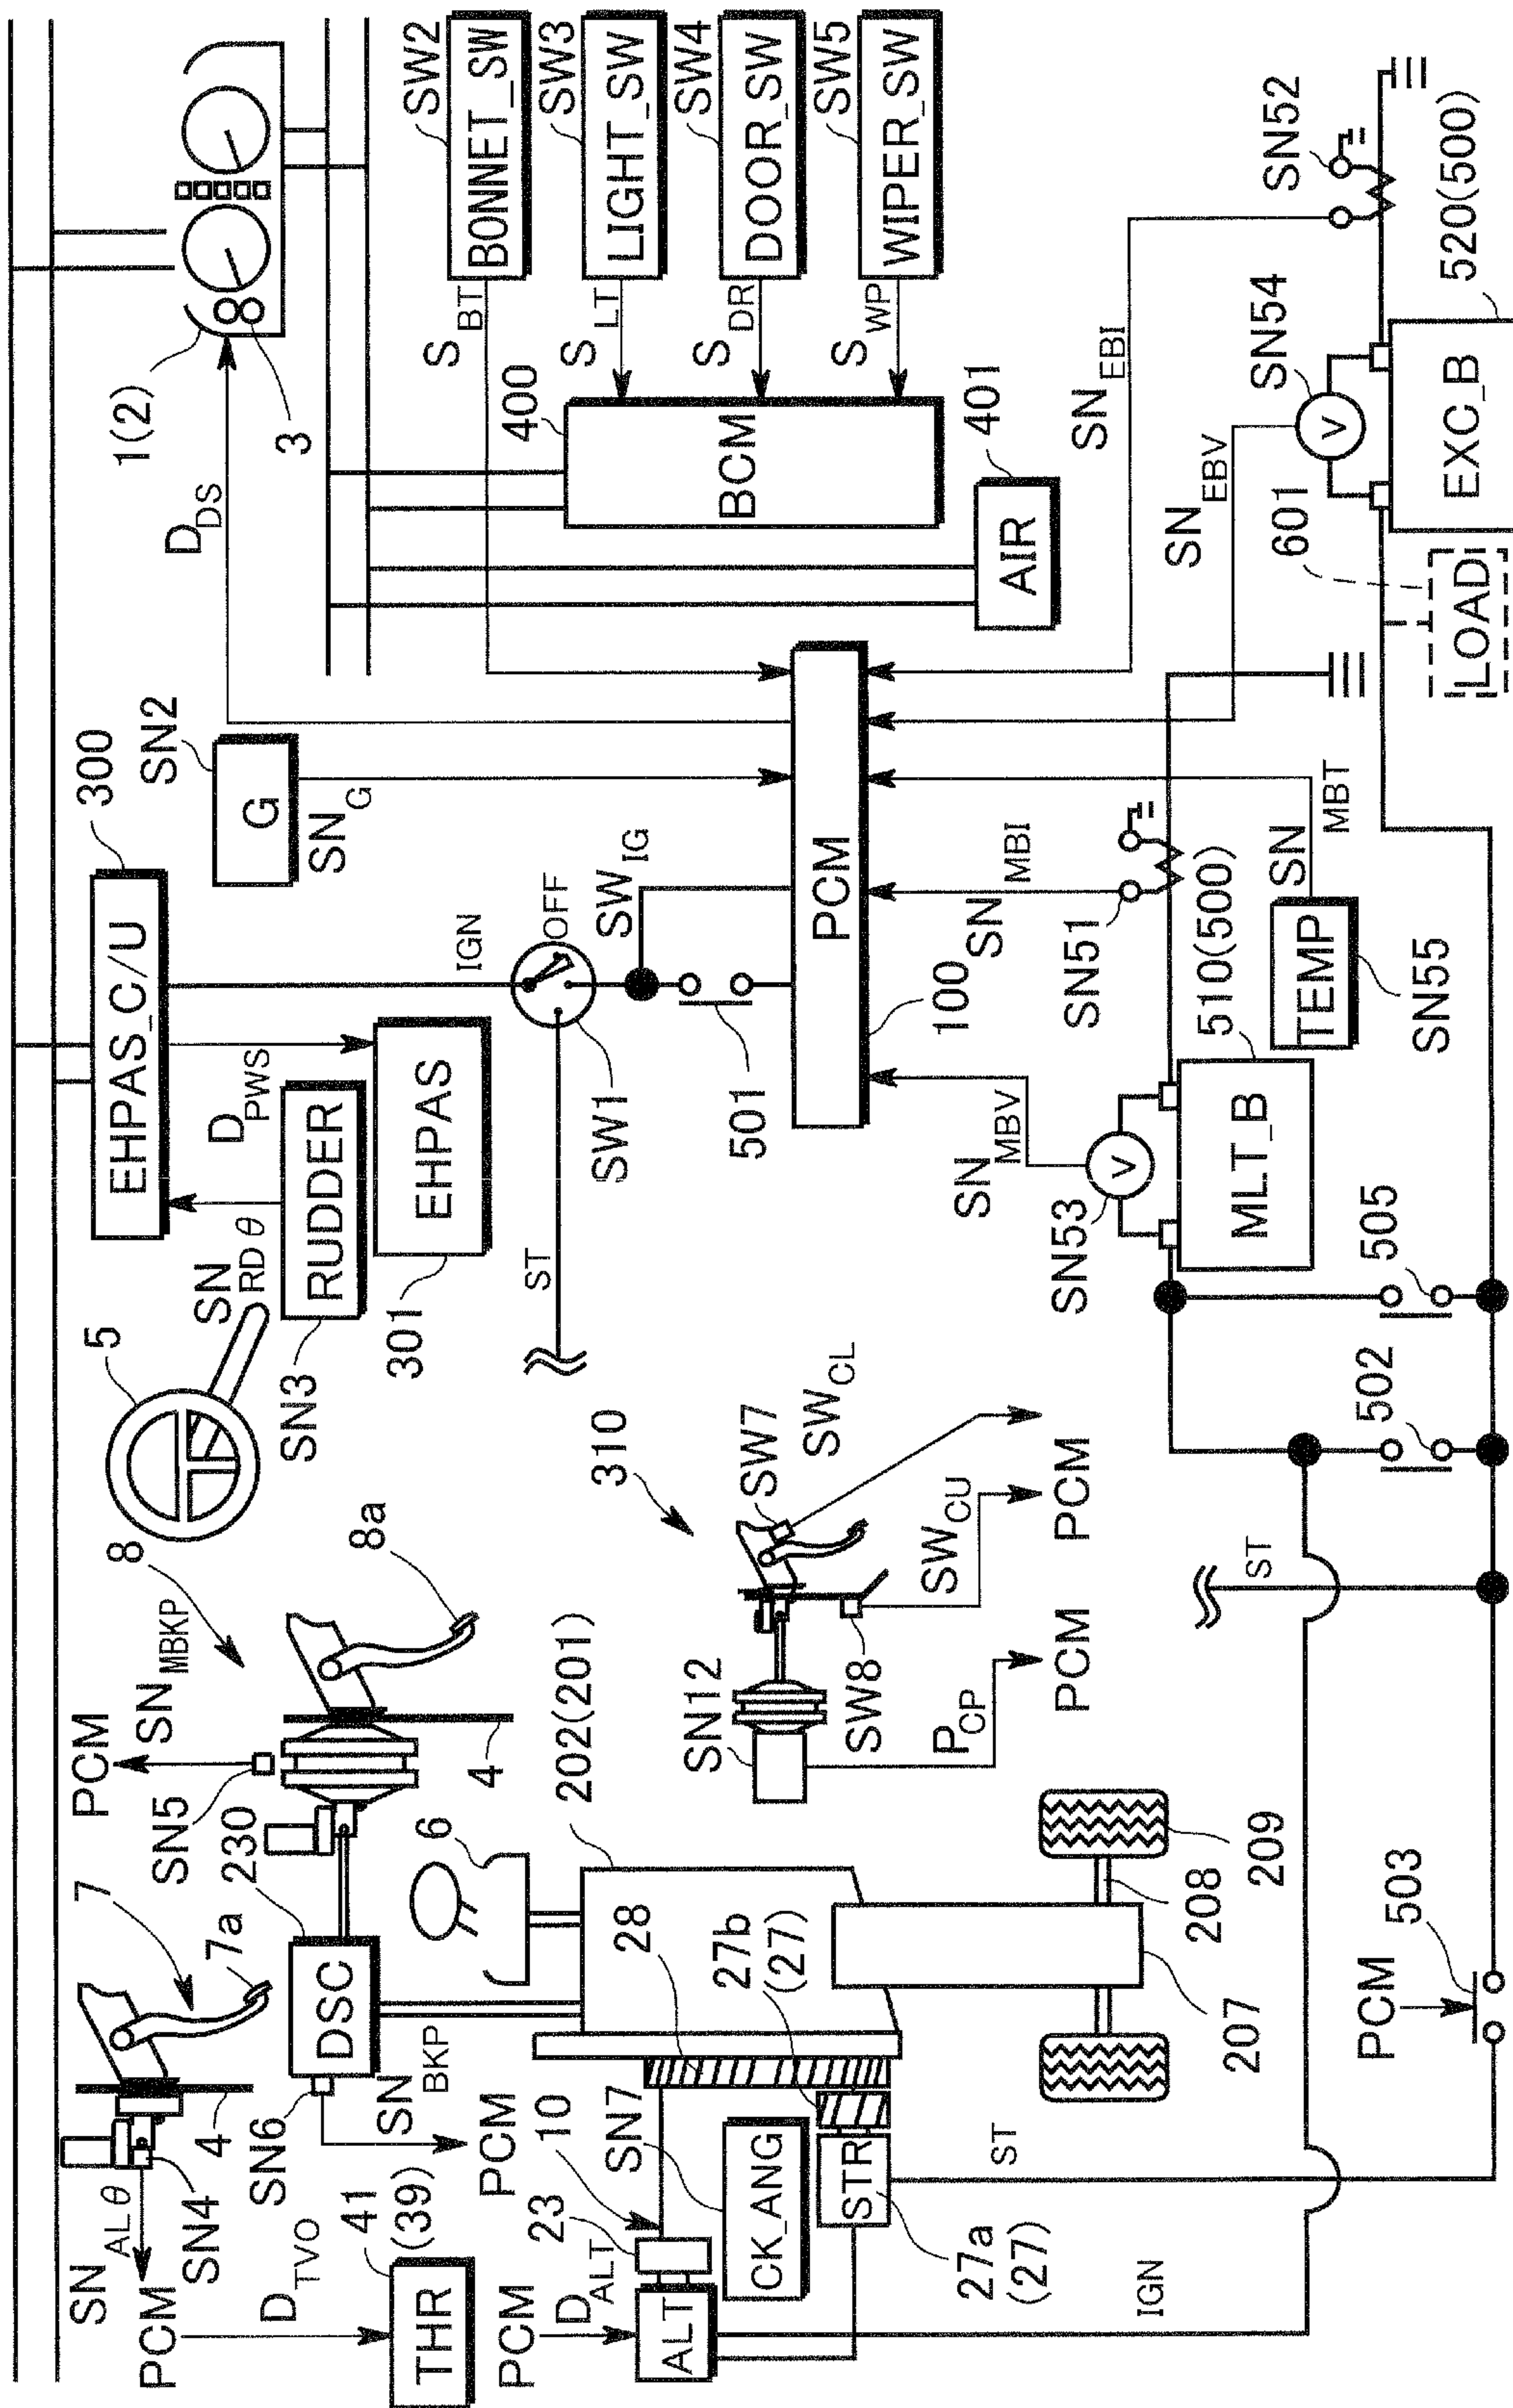 1(2)
3
D_DS
SW2
BONNET_SW
S_BT
SW3
LIGHT_SW
S_LT
SW4
DOOR_SW
S_DR
SW5
WIPER_SW
S_WP
400
BCM
401
AIR
SN52
SN_EBI
SN54
V
SN_EBV
520(500)
EXC_B
601
LOAD
300
EHPAS_C/U
SN2
G
SN_G
D_PWS
RUDDER
SN3
SN_RDθ
5
EHPAS
301
IGN
OFF
SW_IG
SW1
ST
501
PCM
100
SN_MBI
SN51
SN_MBV
SN53
V
510(500)
MLT_B
SN_MBT
TEMP
SN55
505
502
ST
8
8a
PCM
SN_MBKP
SN5
4
230
DSC
6
202(201)
310
SW7
SW_CL
SW_CU
PCM
SN12
SW8
P_CP
PCM
7
7a
4
SN4
SN_ALθ
PCM
SN6
SN_BKP
PCM
D_TVO
41
(39)
THR
PCM
D_ALT
ALT
10
23
SN7
CK_ANG
28
27b
(27)
STR
27a
(27)
ST
IGN
207
208
209
PCM
503